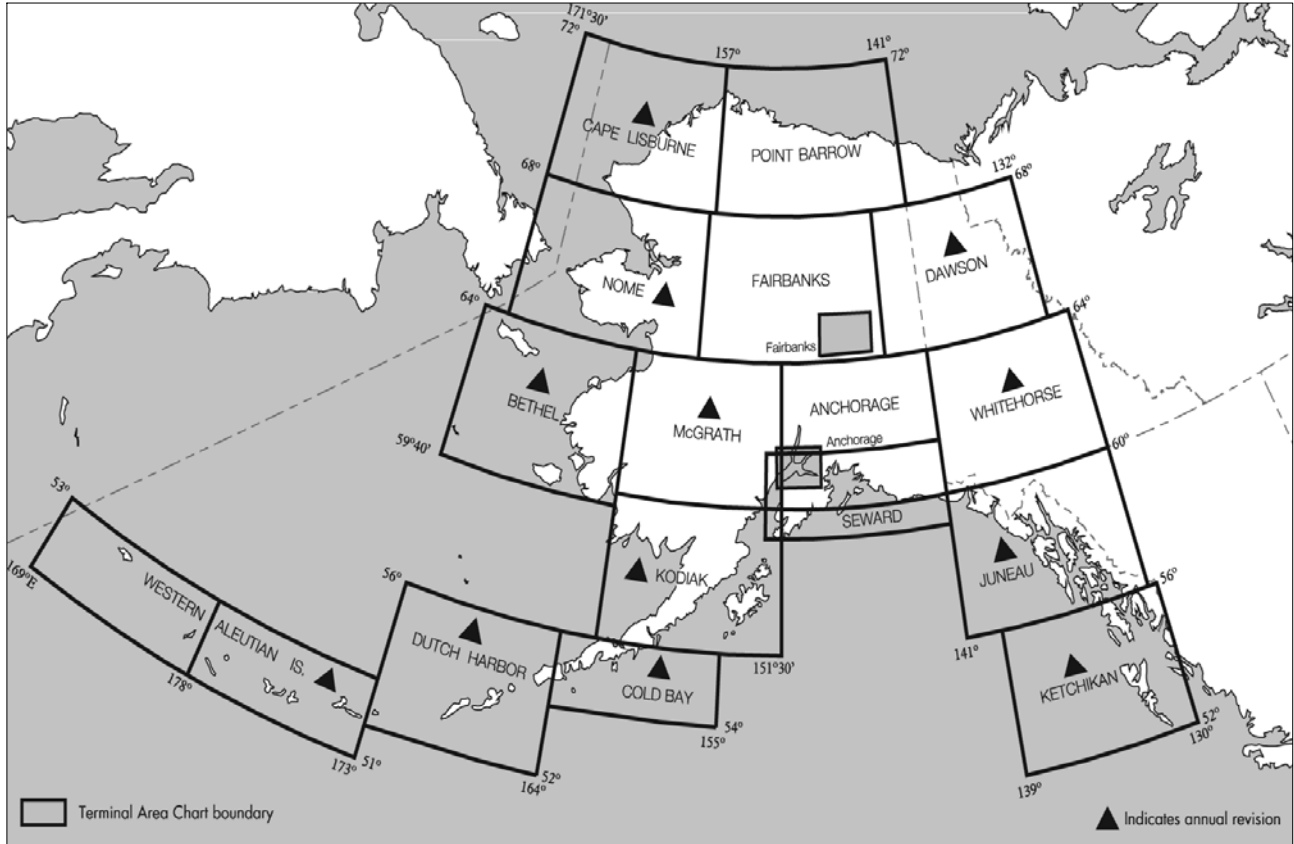 171°30'
72°
157°
141°
72°
CAPE LISBURNE
POINT BARROW
68°
132°
68°
NOME
FAIRBANKS
DAWSON
64°
64°
Fairbanks
BETHEL
McGRATH
ANCHORAGE
WHITEHORSE
59°40'
Anchorage
60°
53°
SEWARD
169°E
WESTERN
ALEUTIAN IS.
56°
KODIAK
JUNEAU
56°
DUTCH HARBOR
141°
178°
151°30'
COLD BAY
KETCHIKAN
54°
155°
52°
130°
173°
51°
52°
164°
139°
Terminal Area Chart boundary
Indicates annual revision